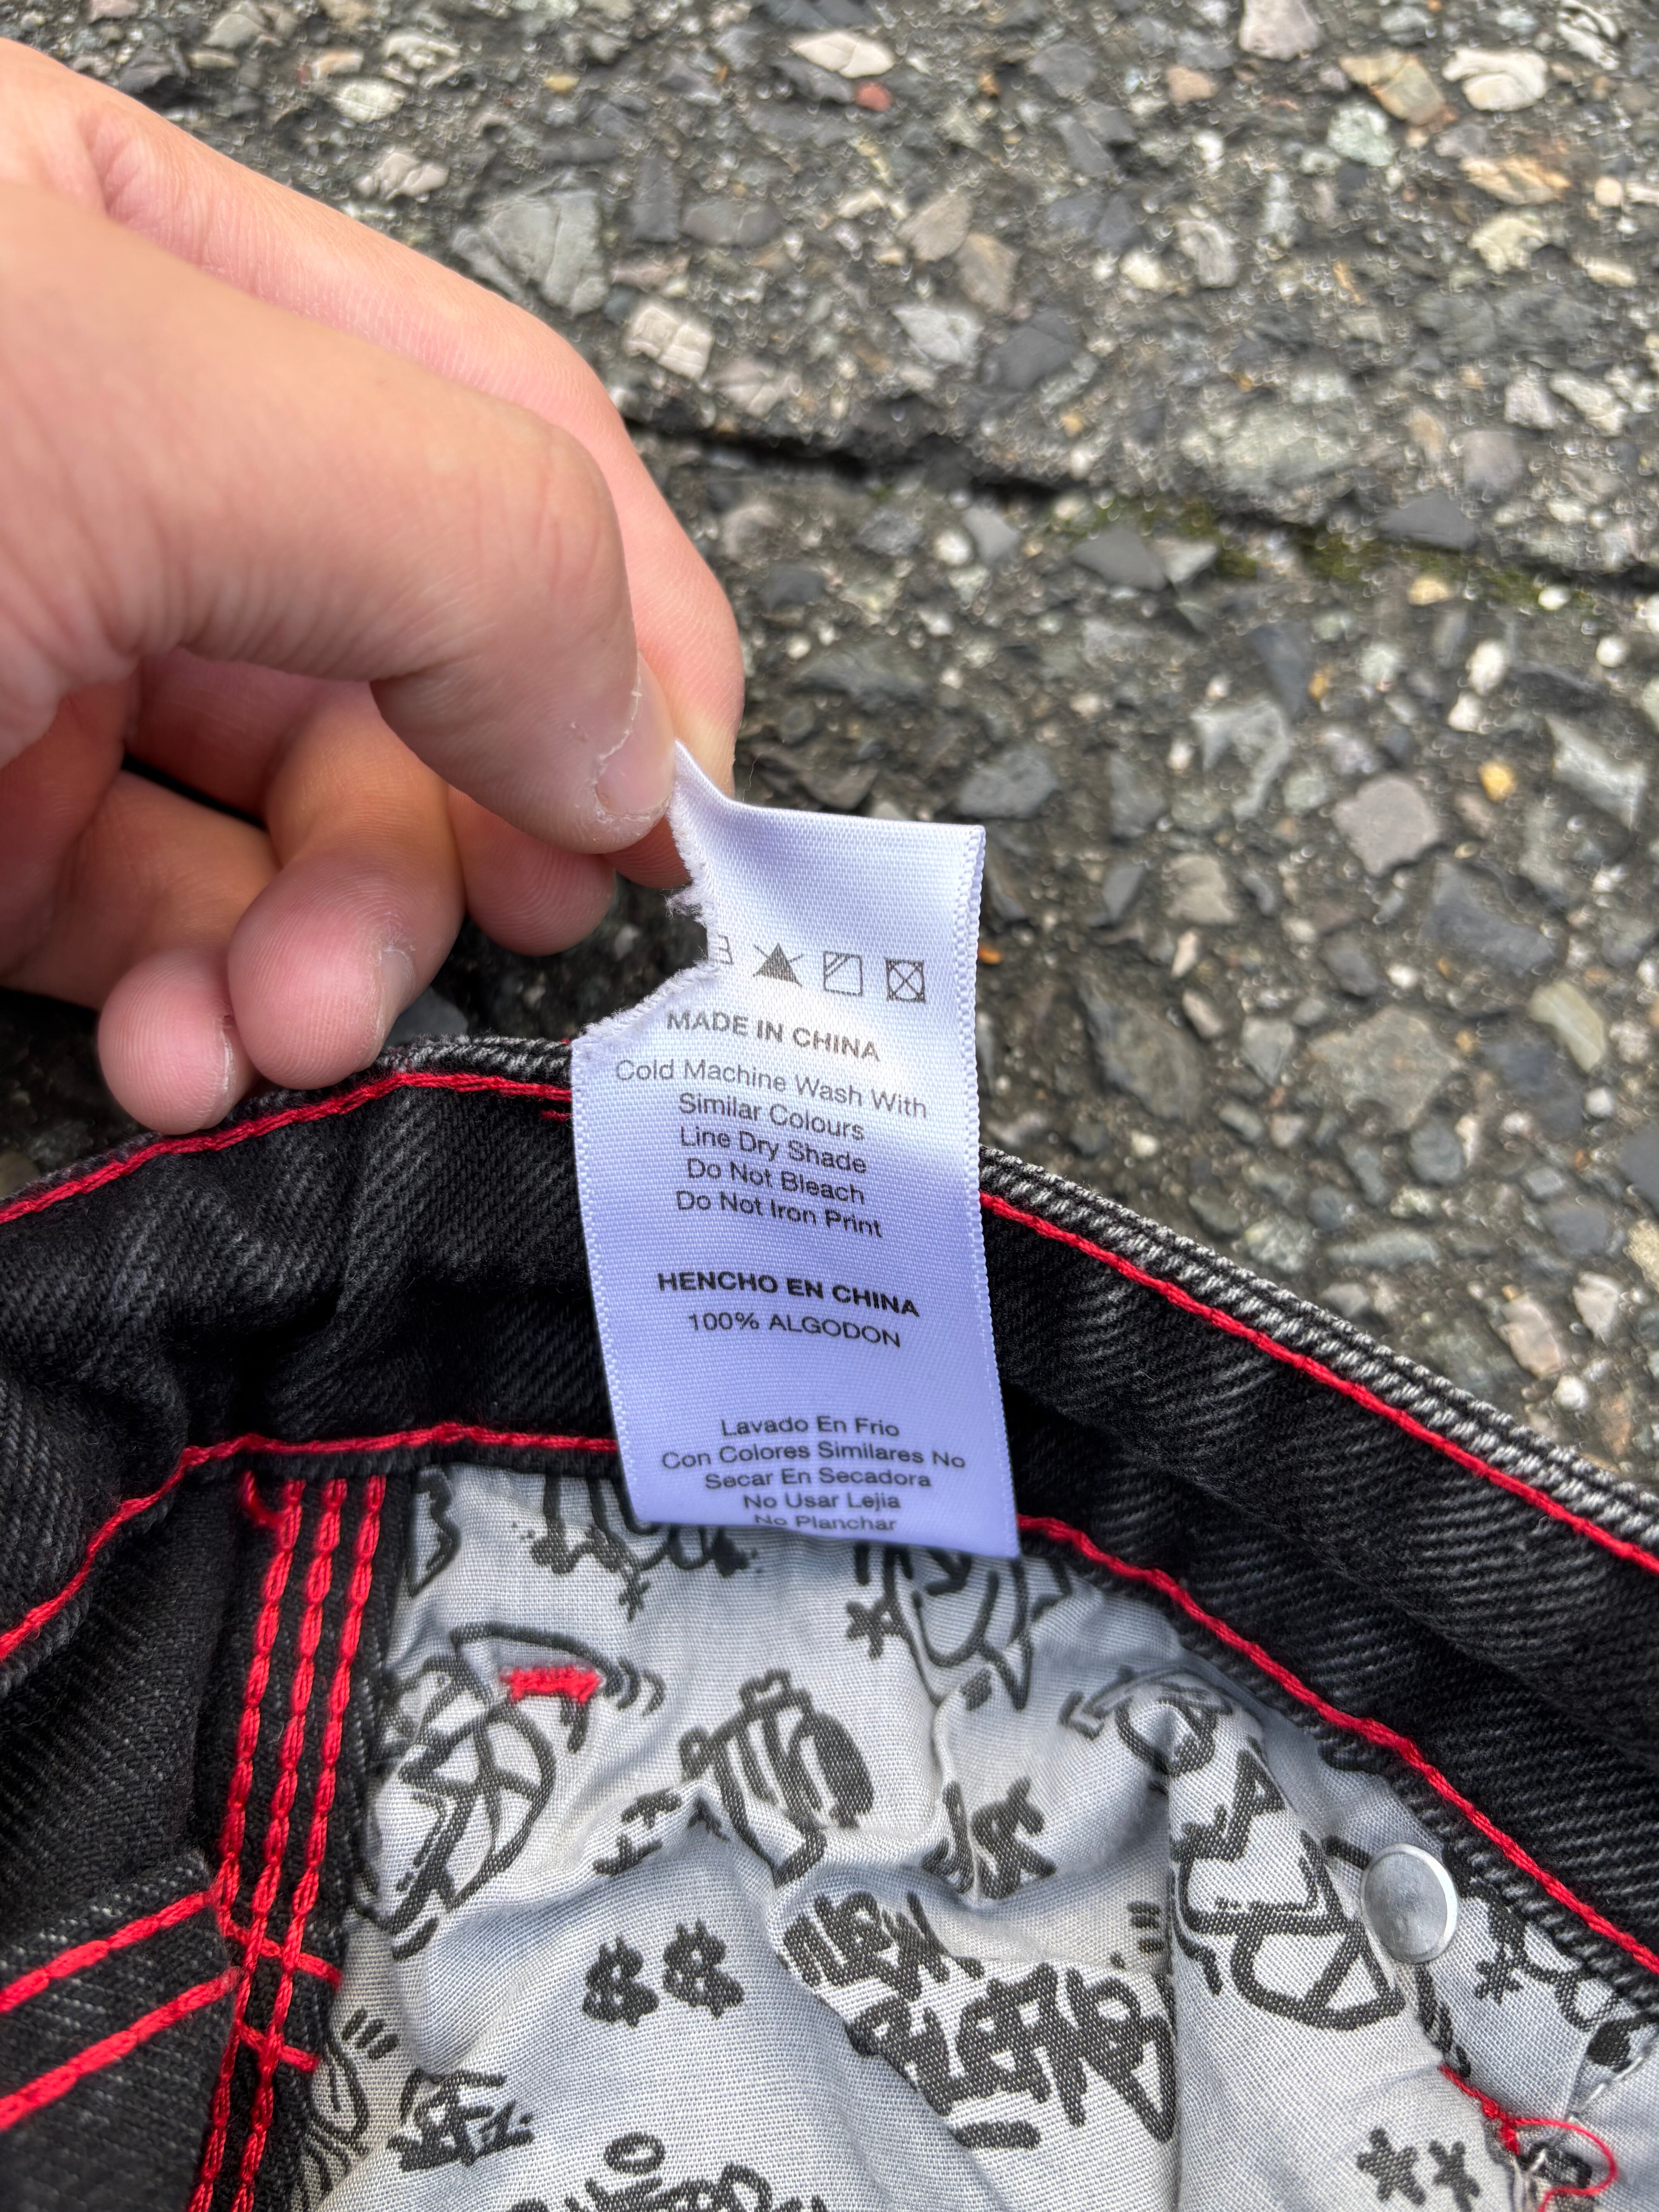 MADE IN CHINA
Cold Machine Wash With
Similar Colours
Line Dry Shade
Do Not Bleach
Do Not Iron Print
HENCHO EN CHINA
100% ALGODON
Lavado En Frio
Con Colores Similares No
Secar En Secadora
No Usar Lejia
No Planchar
$
$$